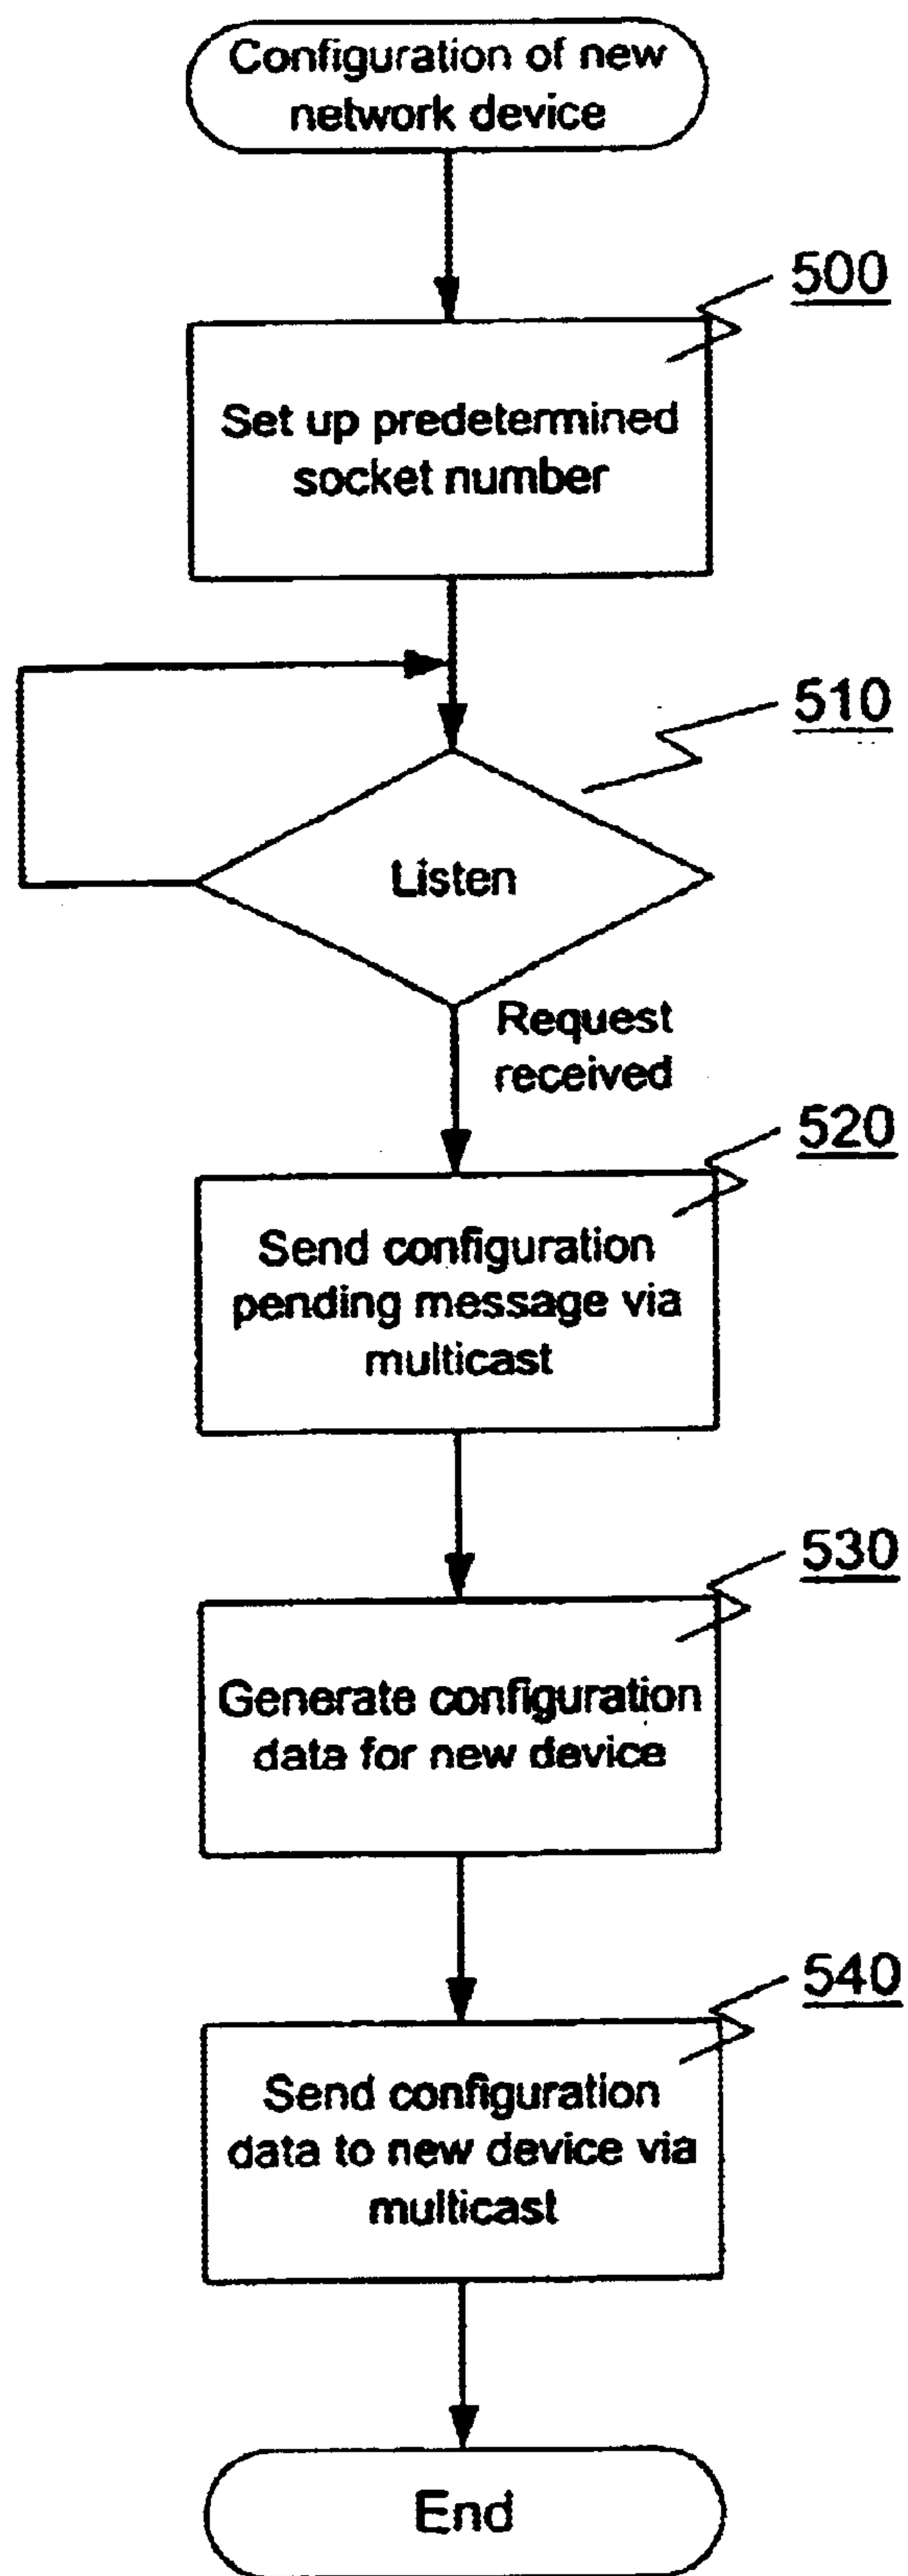 Configuration of new
network device
500
Set up predetermined
socket number
510
Listen
Request
received
520
Send configuration
pending message via
multicast
530
Generate configuration
data for new device
540
Send configuration
data to new device via
multicast
End